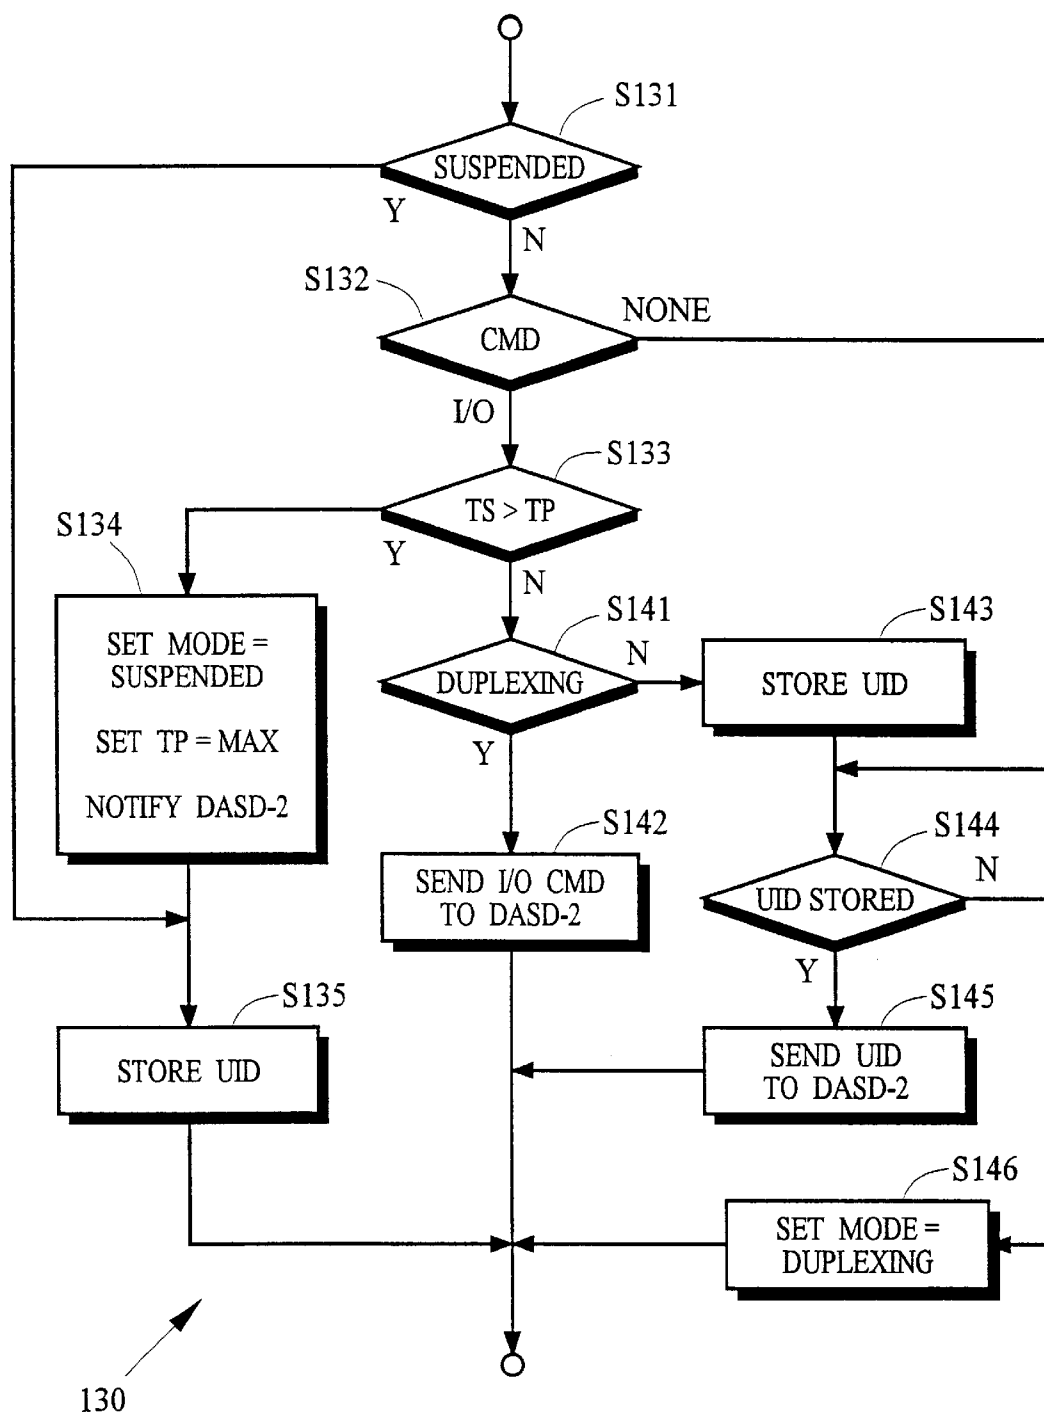 S131
SUSPENDED
Y
N
S132
NONE
CMD
I/O
S133
TS > TP
Y
N
S134
SET MODE =
SUSPENDED
SET TP = MAX
NOTIFY DASD-2
S141
DUPLEXING
N
Y
S143
STORE UID
S142
SEND I/O CMD
TO DASD-2
S144
UID STORED
N
Y
S135
STORE UID
S145
SEND UID
TO DASD-2
S146
SET MODE =
DUPLEXING
130